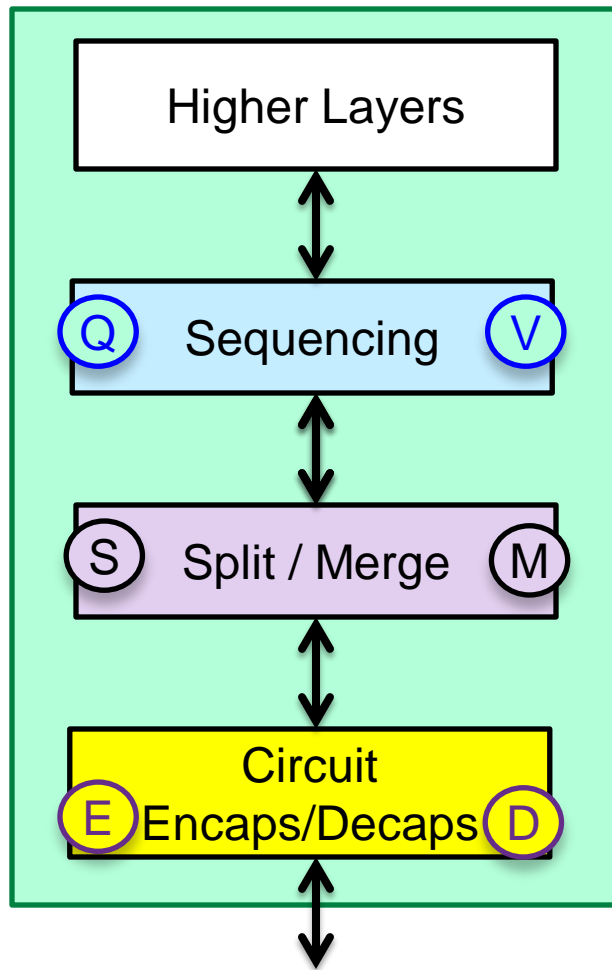 Higher Layers
Q Sequencing V
S Split / Merge M
Circuit
E Encaps/Decaps D